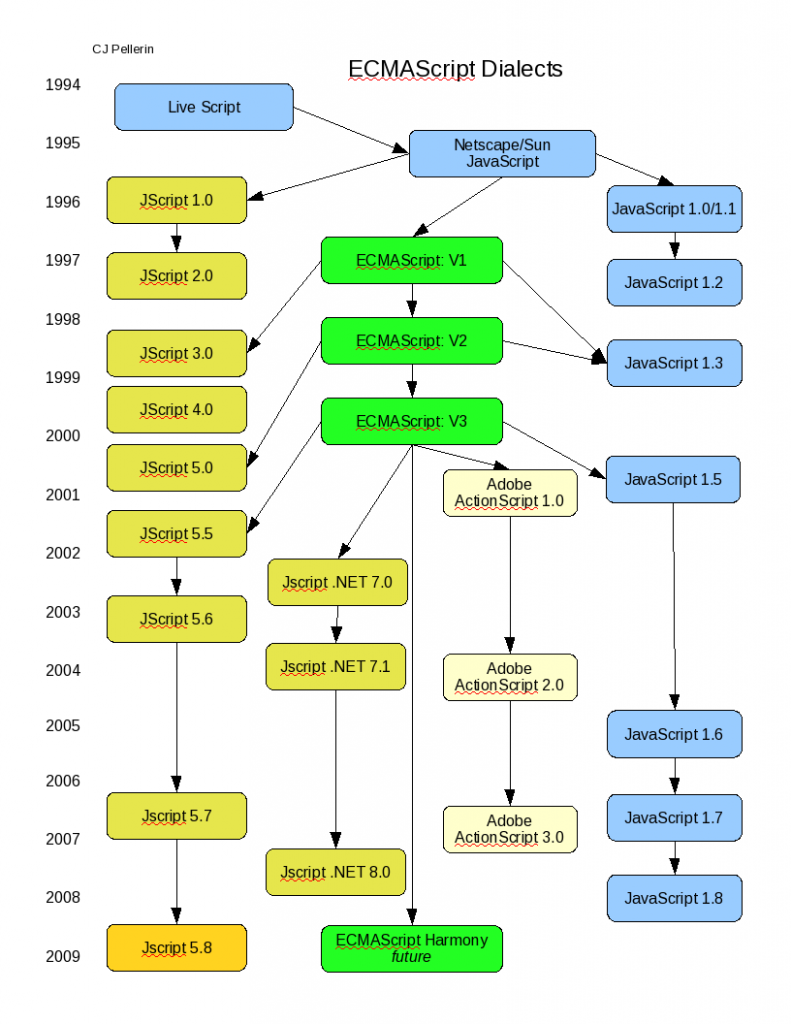 CJ Pellerin
ECMAScript Dialects
1994
Live Script
1995
Netscape/Sun
JavaScript
1996
JScript 1.0
JavaScript 1.0/1.1
1997
ECMAScript: V1
JScript 2.0
JavaScript 1.2
1998
ECMAScript: V2
JScript 3.0
JavaScript 1.3
1999
JScript 4.0
ECMAScript: V3
2000
JScript 5.0
Adobe
ActionScript 1.0
JavaScript 1.5
2001
JScript 5.5
2002
Jscript .NET 7.0
2003
JScript 5.6
2004
Jscript .NET 7.1
Adobe
ActionScript 2.0
2005
JavaScript 1.6
2006
Jscript 5.7
JavaScript 1.7
2007
Adobe
ActionScript 3.0
Jscript .NET 8.0
2008
JavaScript 1.8
2009
Jscript 5.8
ECMAScript Harmony
future